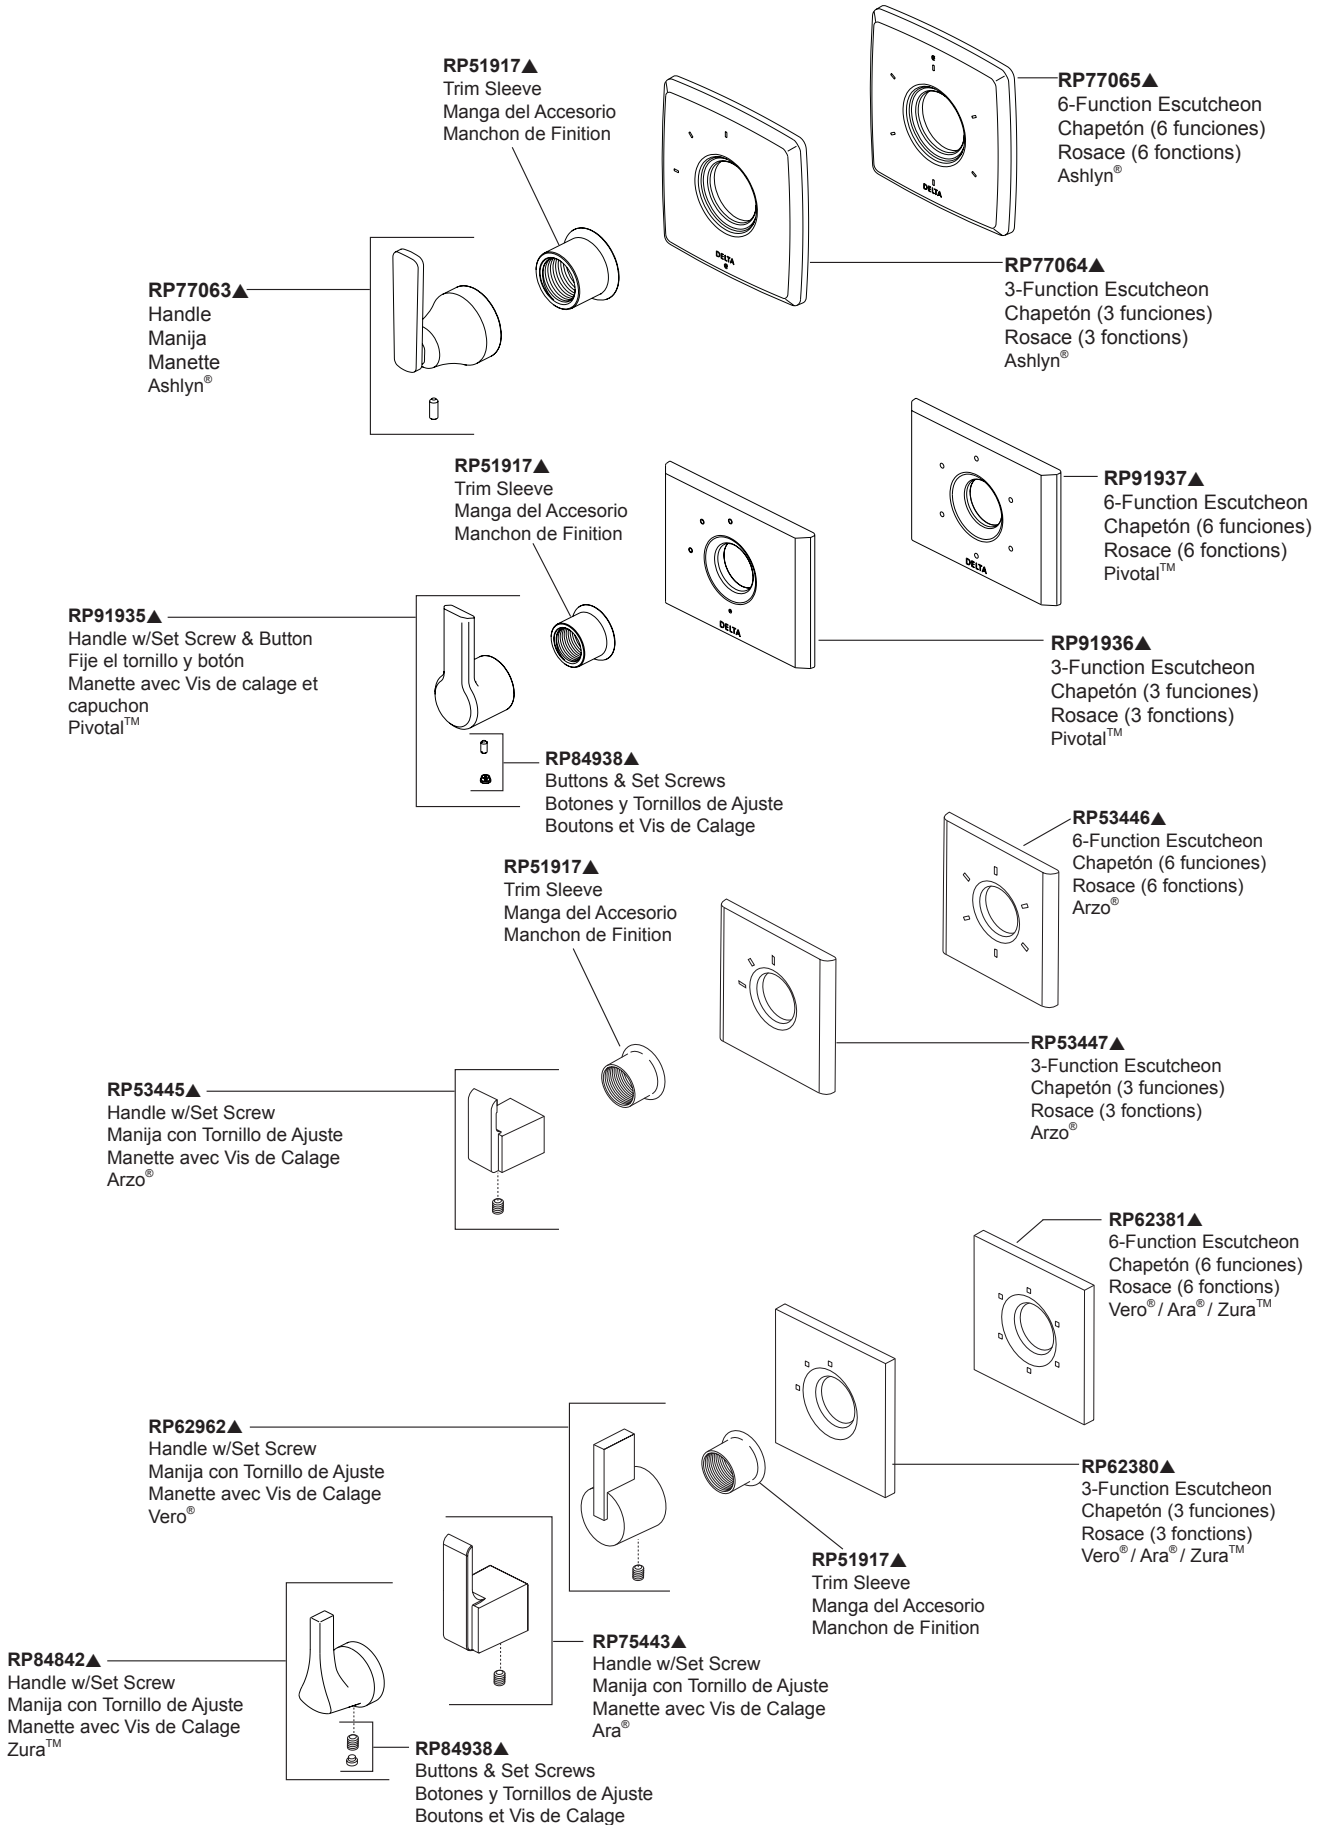 RP51917▲
Trim Sleeve
Manga del Accesorio
Manchon de Finition
RP77065▲
6-Function Escutcheon
Chapetón (6 funciones)
Rosace (6 fonctions)
Ashlyn®
DELTA
DELTA
RP77064▲
3-Function Escutcheon
Chapetón (3 funciones)
Rosace (3 fonctions)
Ashlyn®
RP77063▲
Handle
Manija
Manette
Ashlyn®
RP51917▲
Trim Sleeve
Manga del Accesorio
Manchon de Finition
RP91937▲
6-Function Escutcheon
Chapetón (6 funciones)
Rosace (6 fonctions)
Pivotal™
DELTA
DELTA
RP91935▲
Handle w/Set Screw & Button
Fije el tornillo y botón
Manette avec Vis de calage et
capuchon
Pivotal™
RP91936▲
3-Function Escutcheon
Chapetón (3 funciones)
Rosace (3 fonctions)
Pivotal™
RP84938▲
Buttons & Set Screws
Botones y Tornillos de Ajuste
Boutons et Vis de Calage
RP53446▲
6-Function Escutcheon
Chapetón (6 funciones)
Rosace (6 fonctions)
Arzo®
RP51917▲
Trim Sleeve
Manga del Accesorio
Manchon de Finition
RP53447▲
3-Function Escutcheon
Chapetón (3 funciones)
Rosace (3 fonctions)
Arzo®
RP53445▲
Handle w/Set Screw
Manija con Tornillo de Ajuste
Manette avec Vis de Calage
Arzo®
RP62381▲
6-Function Escutcheon
Chapetón (6 funciones)
Rosace (6 fonctions)
Vero® / Ara® / Zura™
RP62962▲
Handle w/Set Screw
Manija con Tornillo de Ajuste
Manette avec Vis de Calage
Vero®
RP62380▲
3-Function Escutcheon
Chapetón (3 funciones)
Rosace (3 fonctions)
Vero® / Ara® / Zura™
RP51917▲
Trim Sleeve
Manga del Accesorio
Manchon de Finition
RP75443▲
Handle w/Set Screw
Manija con Tornillo de Ajuste
Manette avec Vis de Calage
Ara®
RP84842▲
Handle w/Set Screw
Manija con Tornillo de Ajuste
Manette avec Vis de Calage
Zura™
RP84938▲
Buttons & Set Screws
Botones y Tornillos de Ajuste
Boutons et Vis de Calage